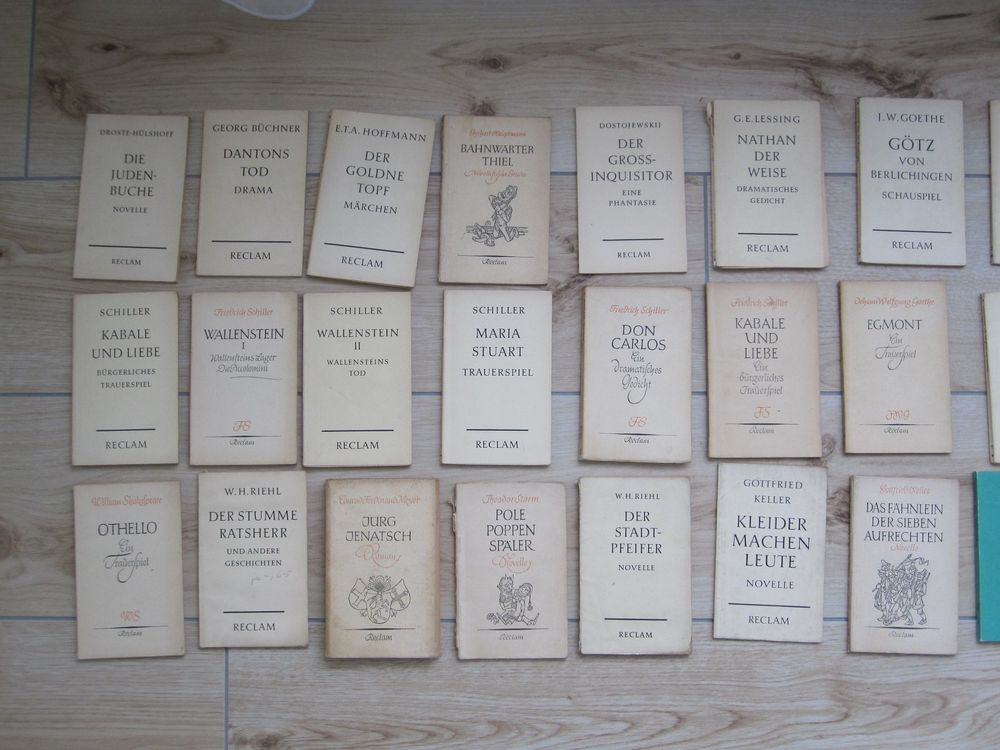 DROSTE-HÜLSHOFF
DIE
JUDEN-
BUCHE
NOVELLE
RECLAM
GEORG BÜCHNER
DANTONS
TOD
DRAMA
RECLAM
E.T.A. HOFFMANN
DER
GOLDNE
TOPF
MÄRCHEN
RECLAM
Gerhart Hauptmann
BAHNWÄRTER
THIEL
Novellistische Studie
Reclam
DOSTOJEWSKIJ
DER
GROSS-
INQUISITOR
EINE
PHANTASIE
RECLAM
G. E. LESSING
NATHAN
DER
WEISE
DRAMATISCHES
GEDICHT
RECLAM
J. W. GOETHE
GÖTZ
VON
BERLICHINGEN
SCHAUSPIEL
RECLAM
SCHILLER
KABALE
UND LIEBE
BÜRGERLICHES
TRAUERSPIEL
RECLAM
Friedrich Schiller
WALLENSTEIN
I
Wallensteins Lager
Die Piccolomini
FS
Reclam
SCHILLER
WALLENSTEIN
II
WALLENSTEINS
TOD
RECLAM
SCHILLER
MARIA
STUART
TRAUERSPIEL
RECLAM
Friedrich Schiller
DON
CARLOS
Ein
dramatisches
Gedicht
FS
Reclam
Friedrich Schiller
KABALE
UND
LIEBE
Ein
bürgerliches
Trauerspiel
FS
Reclam
Johann Wolfgang Goethe
EGMONT
Ein
Trauerspiel
JWG
Reclam
William Shakespeare
OTHELLO
Ein
Trauerspiel
WS
Reclam
W. H. RIEHL
DER STUMME
RATSHERR
UND ANDERE
GESCHICHTEN
RECLAM
Conrad Ferdinand Meyer
JÜRG
JENATSCH
Roman
Reclam
Theodor Storm
POLE
POPPEN
SPÄLER
Novelle
Reclam
W. H. RIEHL
DER
STADT-
PFEIFER
NOVELLE
RECLAM
GOTTFRIED
KELLER
KLEIDER
MACHEN
LEUTE
NOVELLE
RECLAM
Gottfried Keller
DAS FÄHNLEIN
DER SIEBEN
AUFRECHTEN
Novelle
Reclam